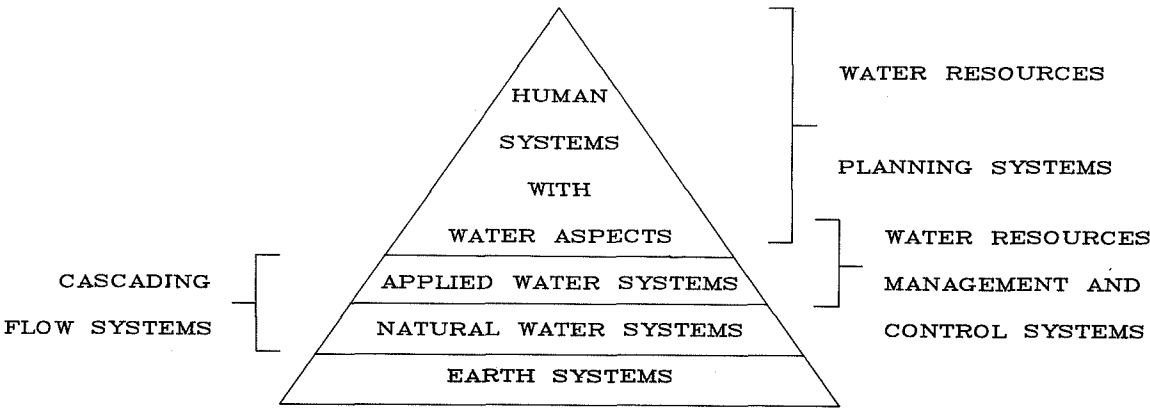 HUMAN
SYSTEMS
WITH
WATER ASPECTS
APPLIED WATER SYSTEMS
NATURAL WATER SYSTEMS
EARTH SYSTEMS
CASCADING
FLOW SYSTEMS
WATER RESOURCES
PLANNING SYSTEMS
WATER RESOURCES
MANAGEMENT AND
CONTROL SYSTEMS